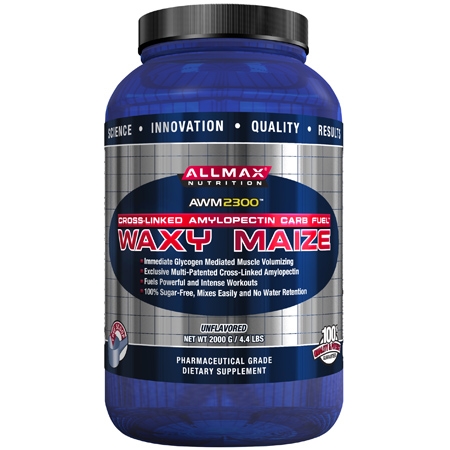 SCIENCE • INNOVATION • QUALITY • RESULTS
ALLMAX
NUTRITION
AWM2300™
CROSS-LINKED AMYLOPECTIN CARB FUEL
WAXY MAIZE
• Immediate Glycogen Mediated Muscle Volumizing
• Exclusive Multi-Patented Cross-Linked Amylopectin
• Fuels Powerful and Intense Workouts
• 100% Sugar-Free, Mixes Easily and No Water Retention
UNFLAVORED
NET WT 2000 G / 4.4 LBS
100%
PHARMACEUTICAL GRADE
DIETARY SUPPLEMENT